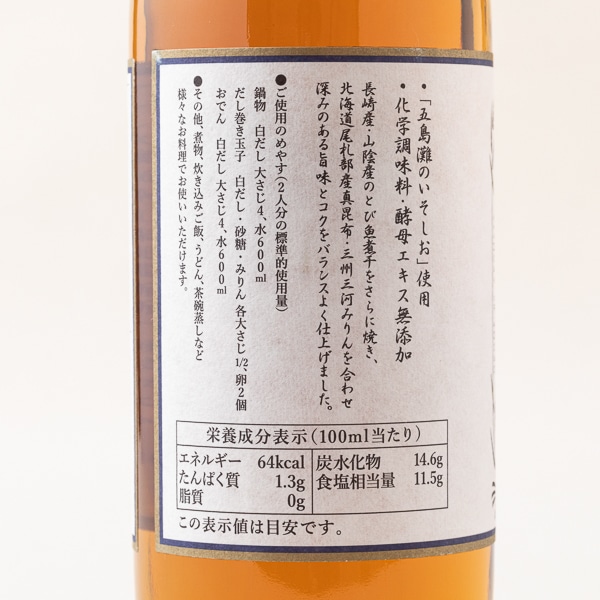 ・「五島灘のいそしお」使用
・化学調味料・酵母エキス無添加
長崎産・山陰産のとび魚煮干をさらに焼き、
北海道尾札部産真昆布・三州三河みりんを合わせ
深みのある旨味とコクをバランスよく仕上げました。
●ご使用のめやす(2人分の標準的使用量)
鍋物 白だし 大さじ4、水600ml
だし巻き玉子 白だし・砂糖・みりん 各大さじ1/2、卵2個
おでん 白だし 大さじ4、水600ml
●その他、煮物、炊き込みご飯、うどん、茶碗蒸しなど
様々なお料理でお使いいただけます。
栄養成分表示(100ml当たり)
エネルギー 64kcal
たんぱく質 1.3g
脂質 0g
炭水化物 14.6g
食塩相当量 11.5g
この表示値は目安です。